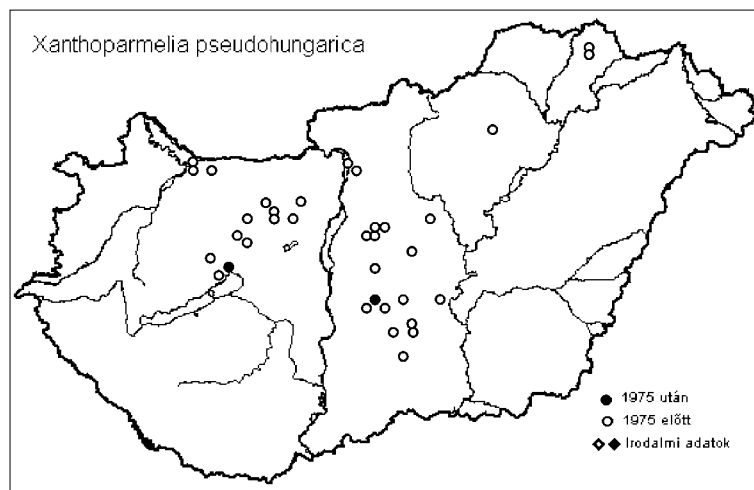 Xanthoparmelia pseudohungarica
1975 után
1975 előtt
Irodalmi adatok